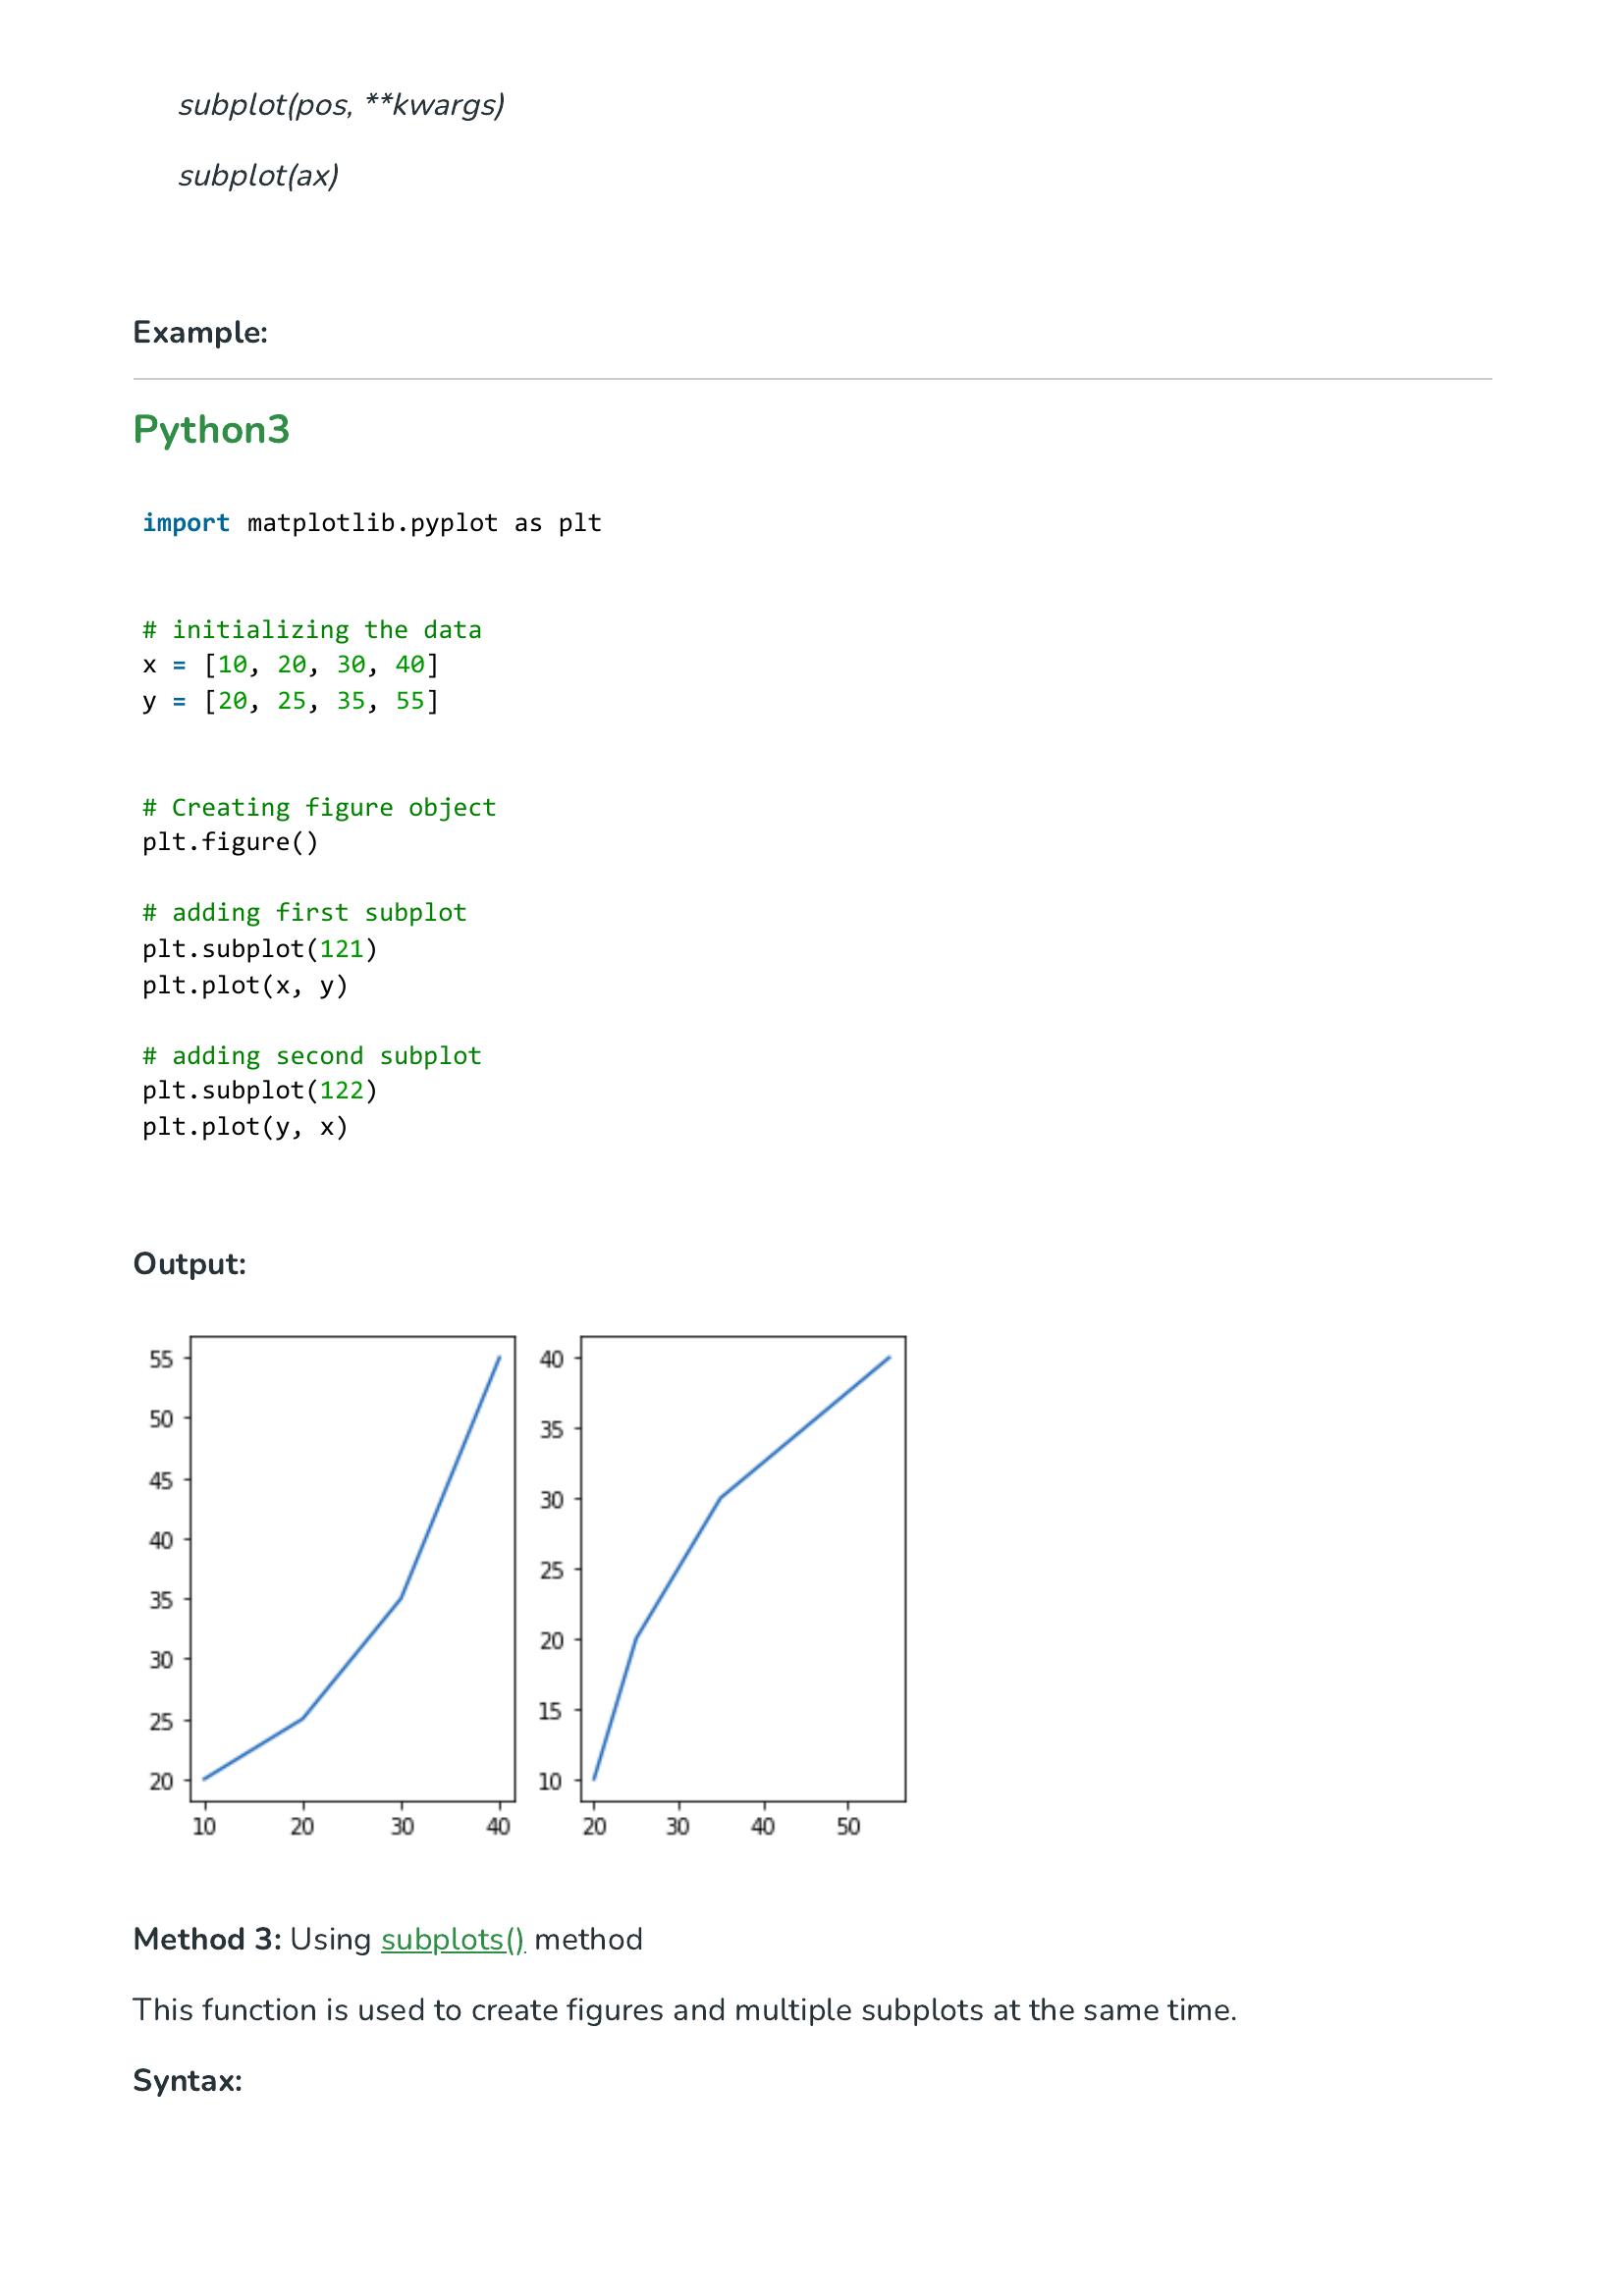 subplot(pos, **kwargs)
subplot(ax)
Example:
Python3
import matplotlib.pyplot as plt
# initializing the data
x = [10, 20, 30, 40]
y = [20, 25, 35, 55]
# Creating figure object
plt.figure()
# adding first subplot
plt.subplot(121)
plt.plot(x, y)
# adding second subplot
plt.subplot(122)
plt.plot(y, x)
Output:
55
50
45
40
35
30
25
20
10 20 30 40
40
35
30
25
20
15
10
20 30 40 50
Method 3: Using subplots() method
This function is used to create figures and multiple subplots at the same time.
Syntax: